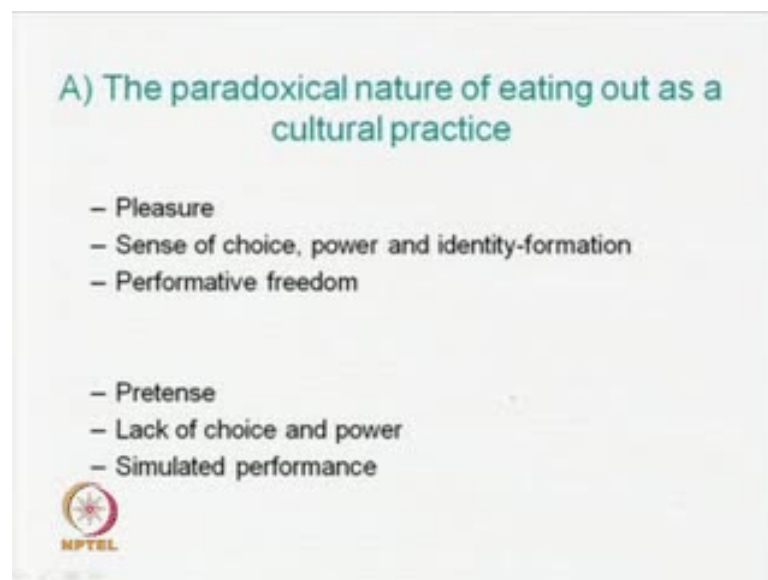 A) The paradoxical nature of eating out as a
cultural practice
– Pleasure
– Sense of choice, power and identity-formation
– Performative freedom
– Pretense
– Lack of choice and power
– Simulated performance
NPTEL